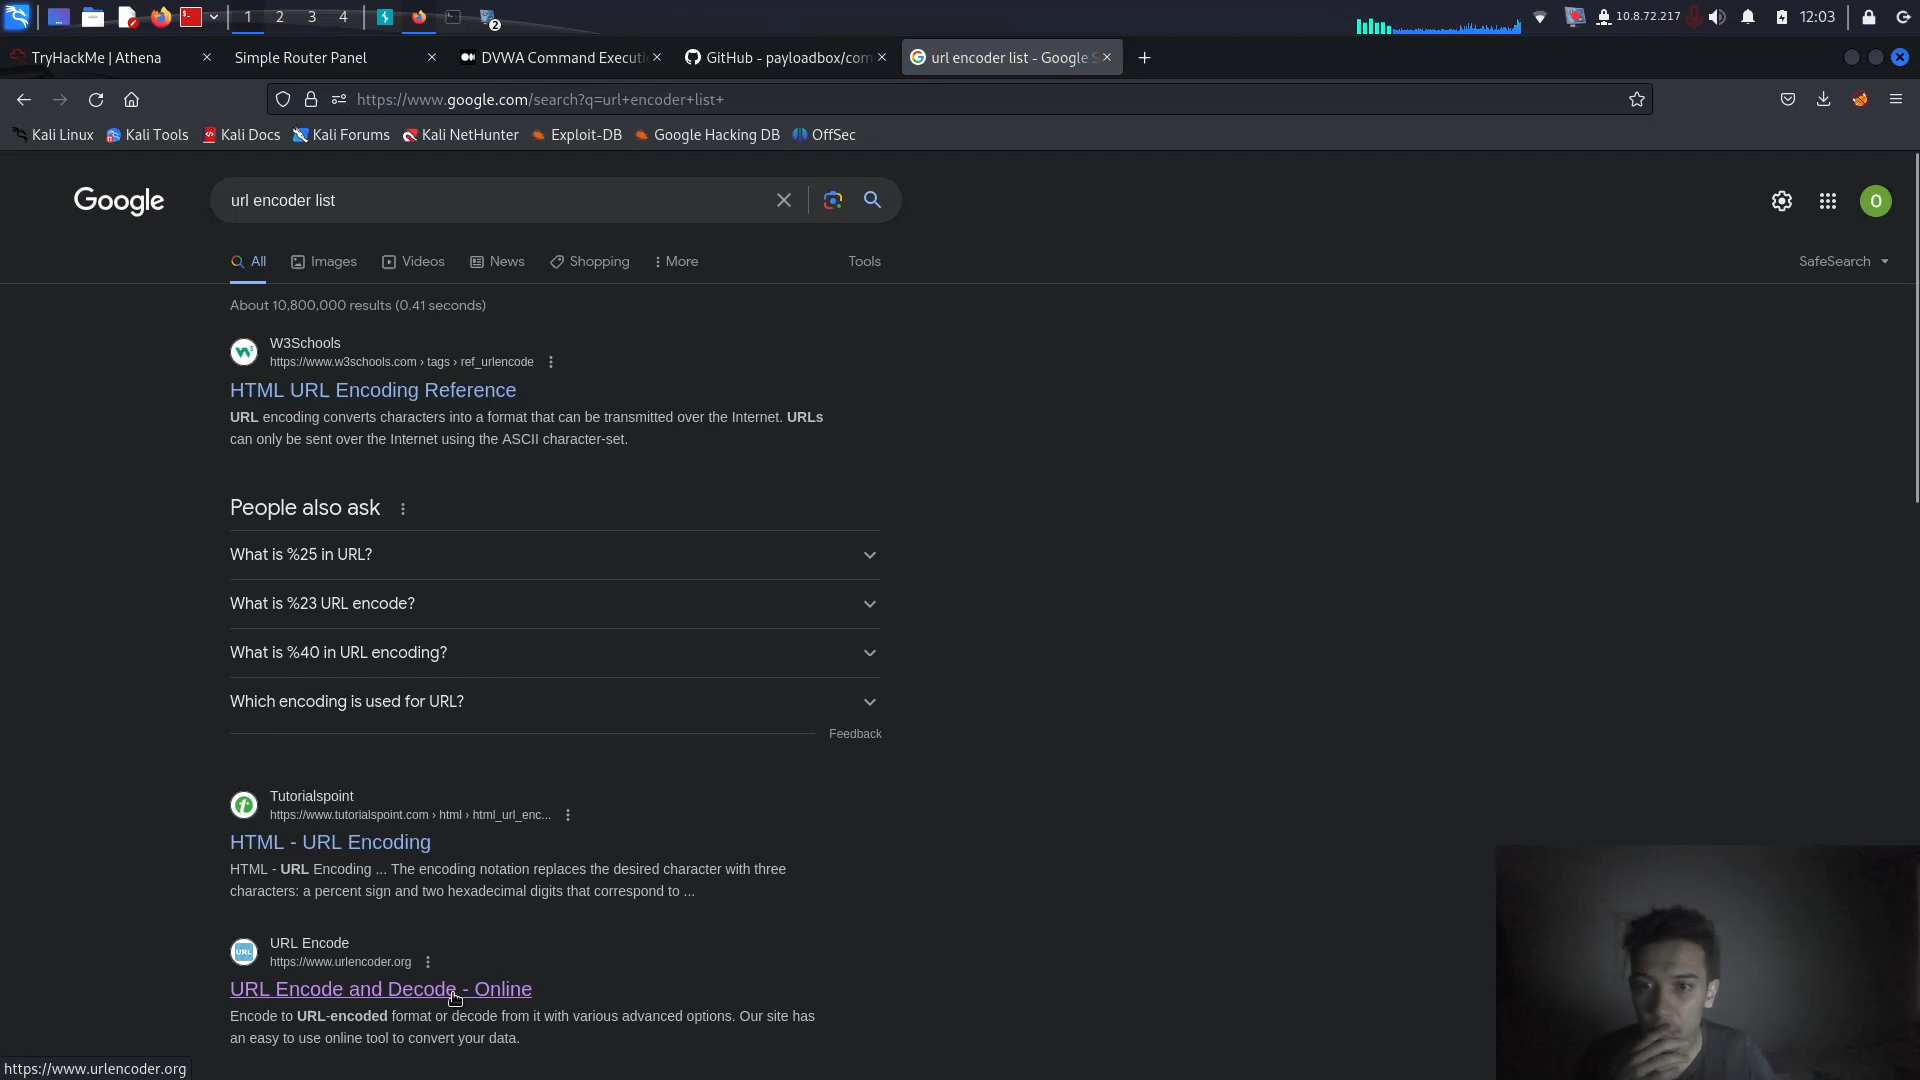 1 2 3 4 2 10.8.72.217 12:03
TryHackMe | Athena
Simple Router Panel
DVWA Command Executi
GitHub - payloadbox/com
url encoder list - Google S
https://www.google.com/search?q=url+encoder+list+
Kali Linux Kali Tools Kali Docs Kali Forums Kali NetHunter Exploit-DB Google Hacking DB OffSec
Google
url encoder list
O
All Images Videos News Shopping More Tools SafeSearch
About 10,800,000 results (0.41 seconds)
W3Schools
https://www.w3schools.com › tags › ref_urlencode
HTML URL Encoding Reference
URL encoding converts characters into a format that can be transmitted over the Internet. URLs
can only be sent over the Internet using the ASCII character-set.
People also ask
What is %25 in URL?
What is %23 URL encode?
What is %40 in URL encoding?
Which encoding is used for URL?
Feedback
Tutorialspoint
https://www.tutorialspoint.com › html › html_url_enc...
HTML - URL Encoding
HTML - URL Encoding ... The encoding notation replaces the desired character with three
characters: a percent sign and two hexadecimal digits that correspond to ...
URL
URL Encode
https://www.urlencoder.org
URL Encode and Decode - Online
Encode to URL-encoded format or decode from it with various advanced options. Our site has
an easy to use online tool to convert your data.
https://www.urlencoder.org